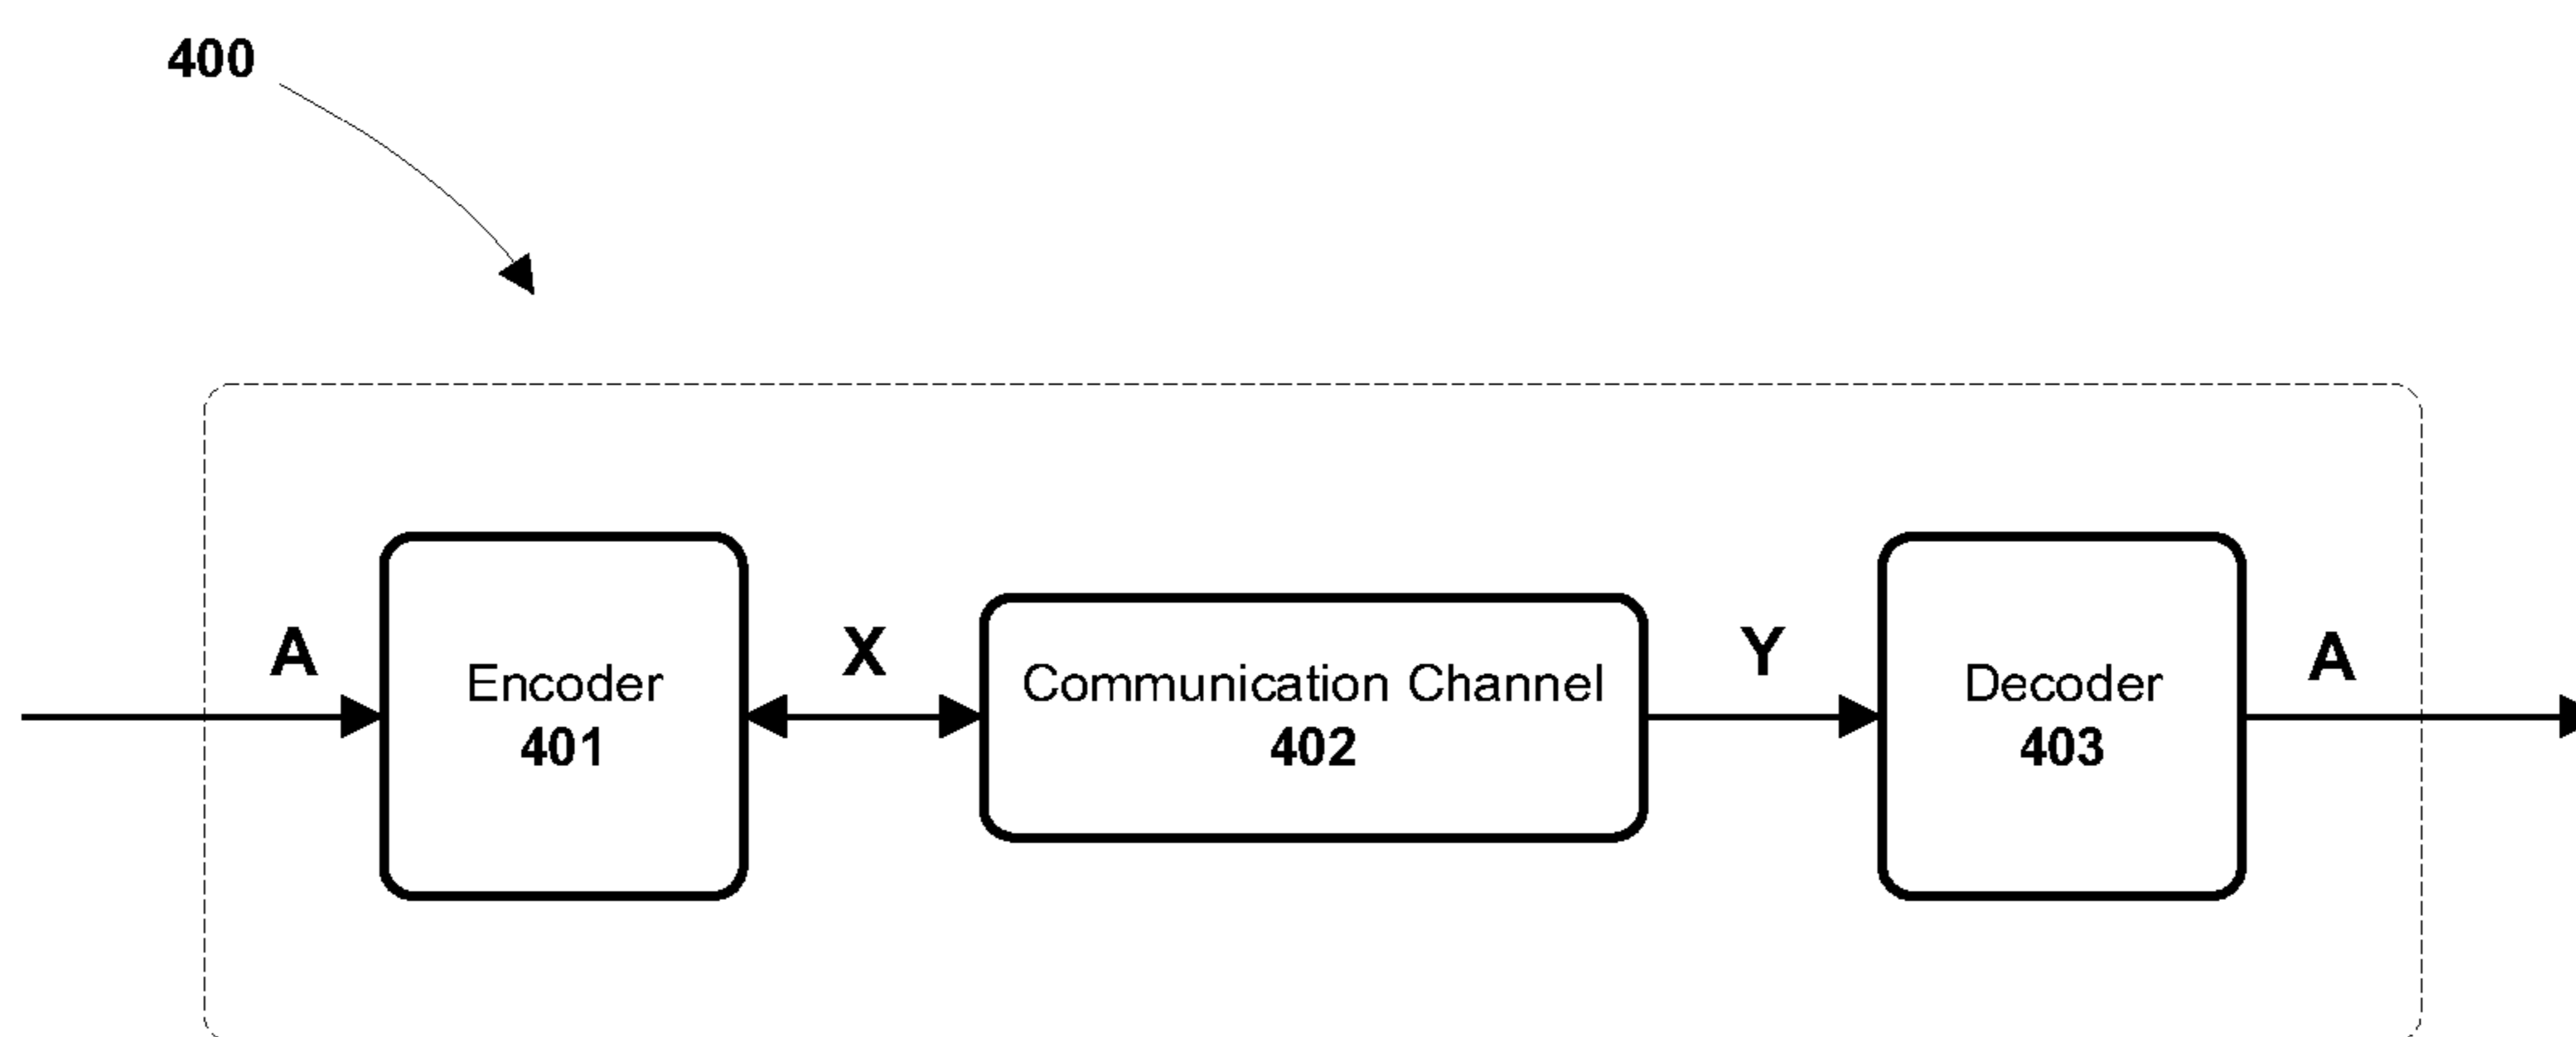 400
A
Encoder
401
X
Communication Channel
402
Y
Decoder
403
A